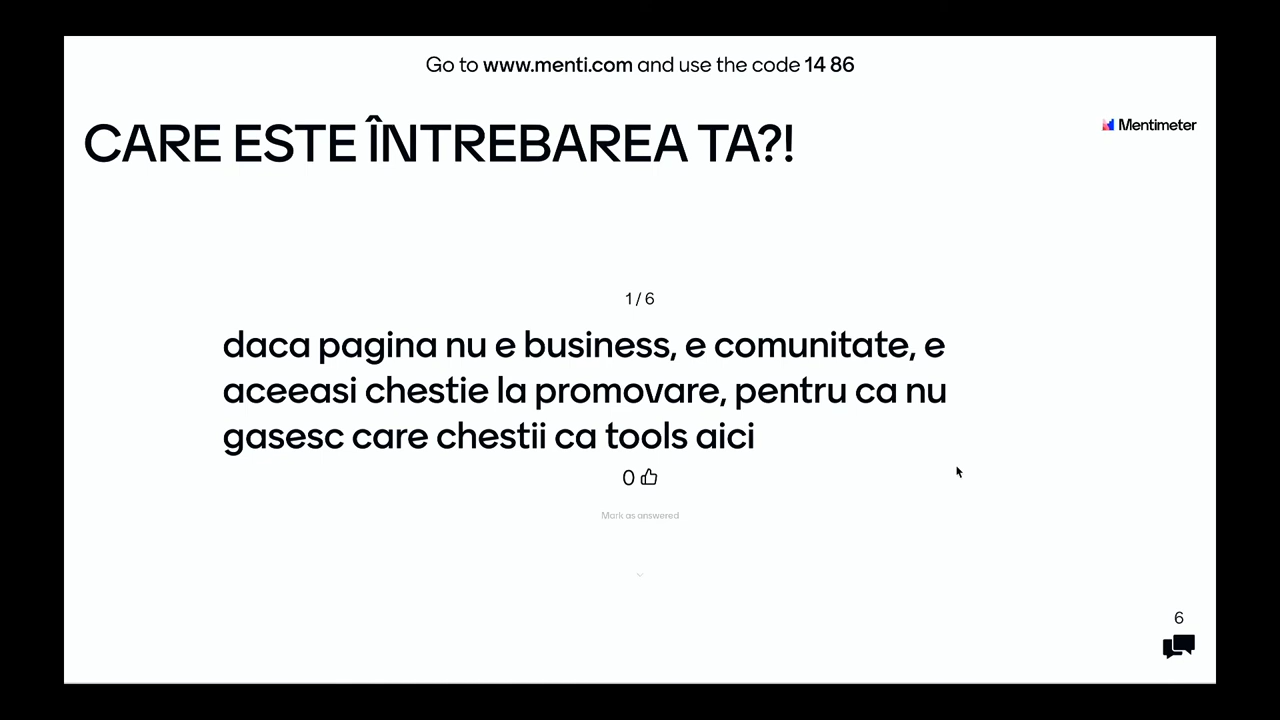 Go to www.menti.com and use the code 14 86
CARE ESTE ÎNTREBAREA TA?!
Mentimeter
1 / 6
daca pagina nu e business, e comunitate, e
aceeasi chestie la promovare, pentru ca nu
gasesc care chestii ca tools aici
0
Mark as answered
6